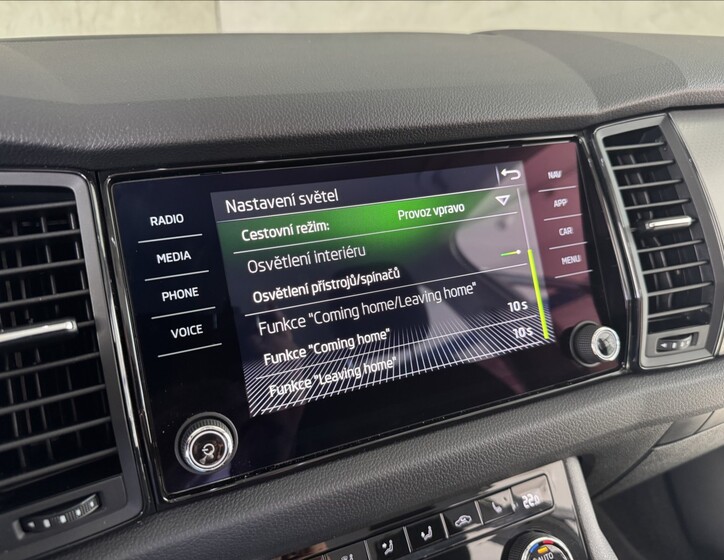 RADIO
MEDIA
PHONE
VOICE
Nastavení světel
Cestovní režim: Provoz vpravo
Osvětlení interiéru
Osvětlení přístrojů/spínačů
Funkce "Coming home/Leaving home"
Funkce "Coming home" 10 s
Funkce "Leaving home" 10 s
NAV
APP
CAR
MENU